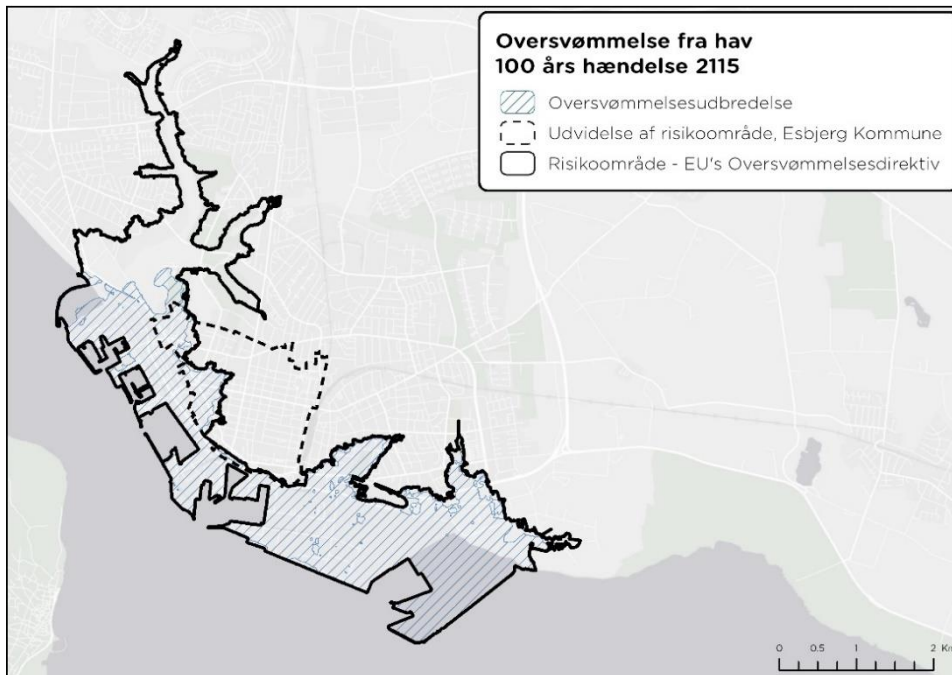 Oversvømmelse fra hav
100 års hændelse 2115
Oversvømmelsesudbredelse
Udvidelse af risikoområde, Esbjerg Kommune
Risikoområde - EU's Oversvømmelsesdirektiv
0 0.5 1 2 Km